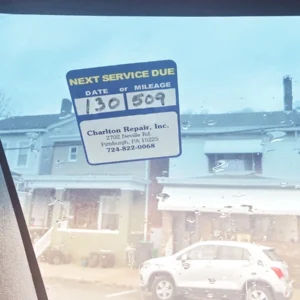 NEXT SERVICE DUE
DATE or MILEAGE
130 509
Charlton Repair, Inc.
2702 Neville Rd.
Pittsburgh, PA 15225
724-822-0068